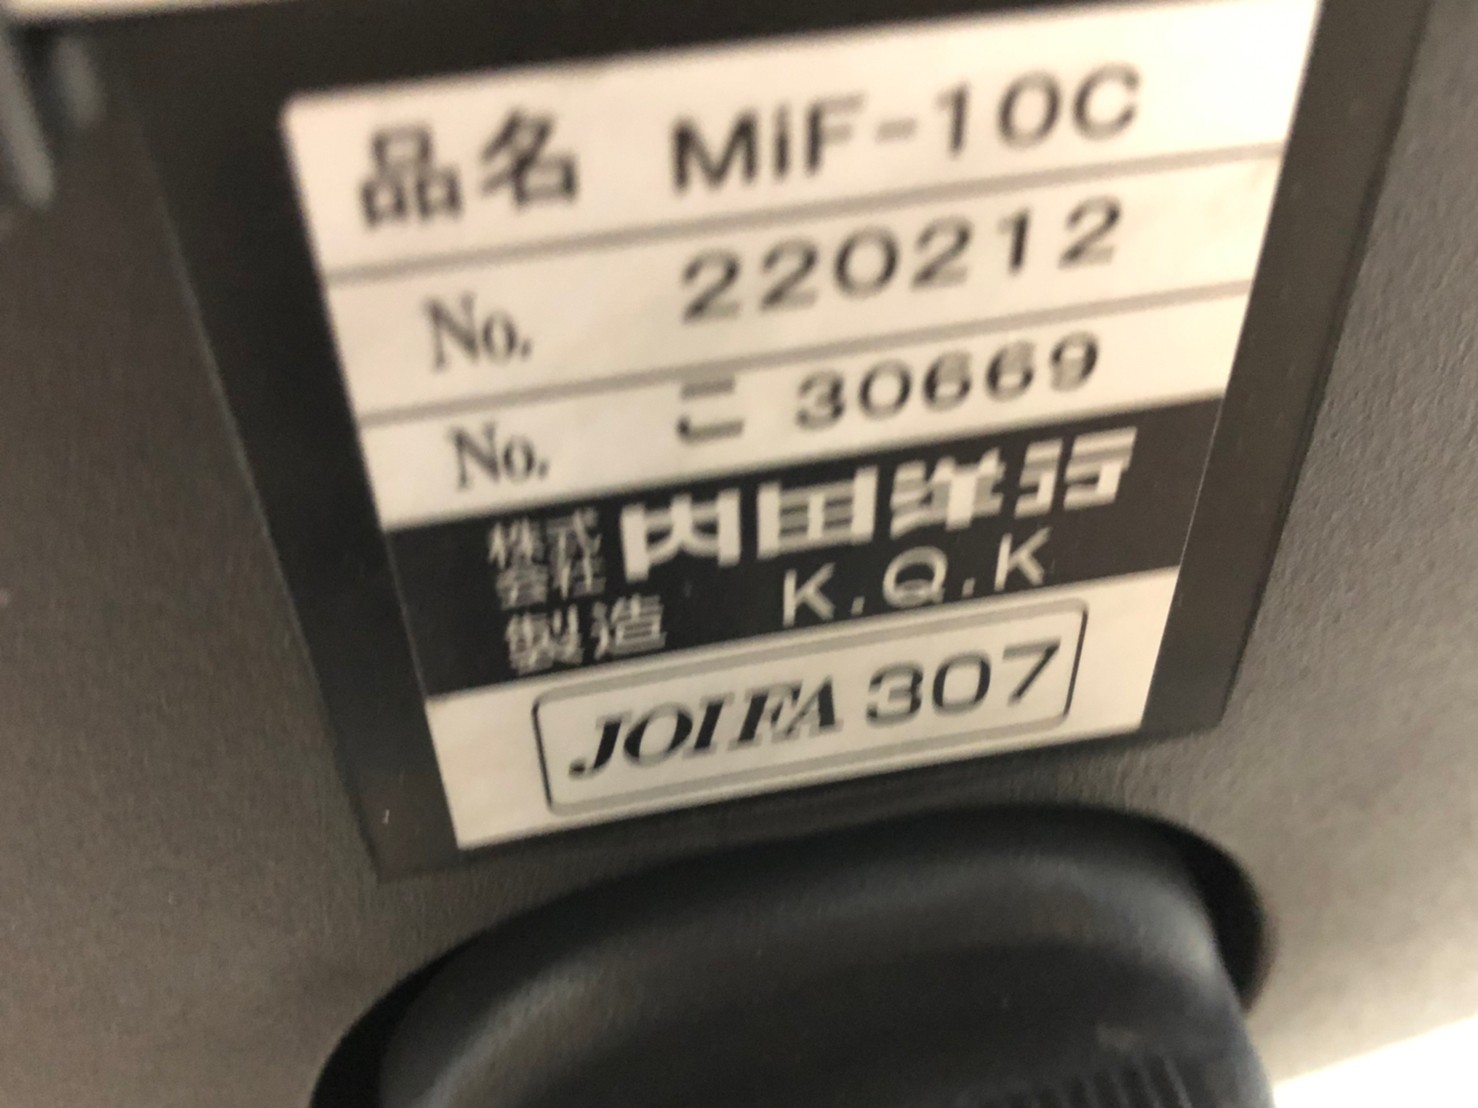 品名 MiF-10C
No. 220212
No. こ 30669
株式会社 内田洋行
製造 K.Q.K
JOIFA 307